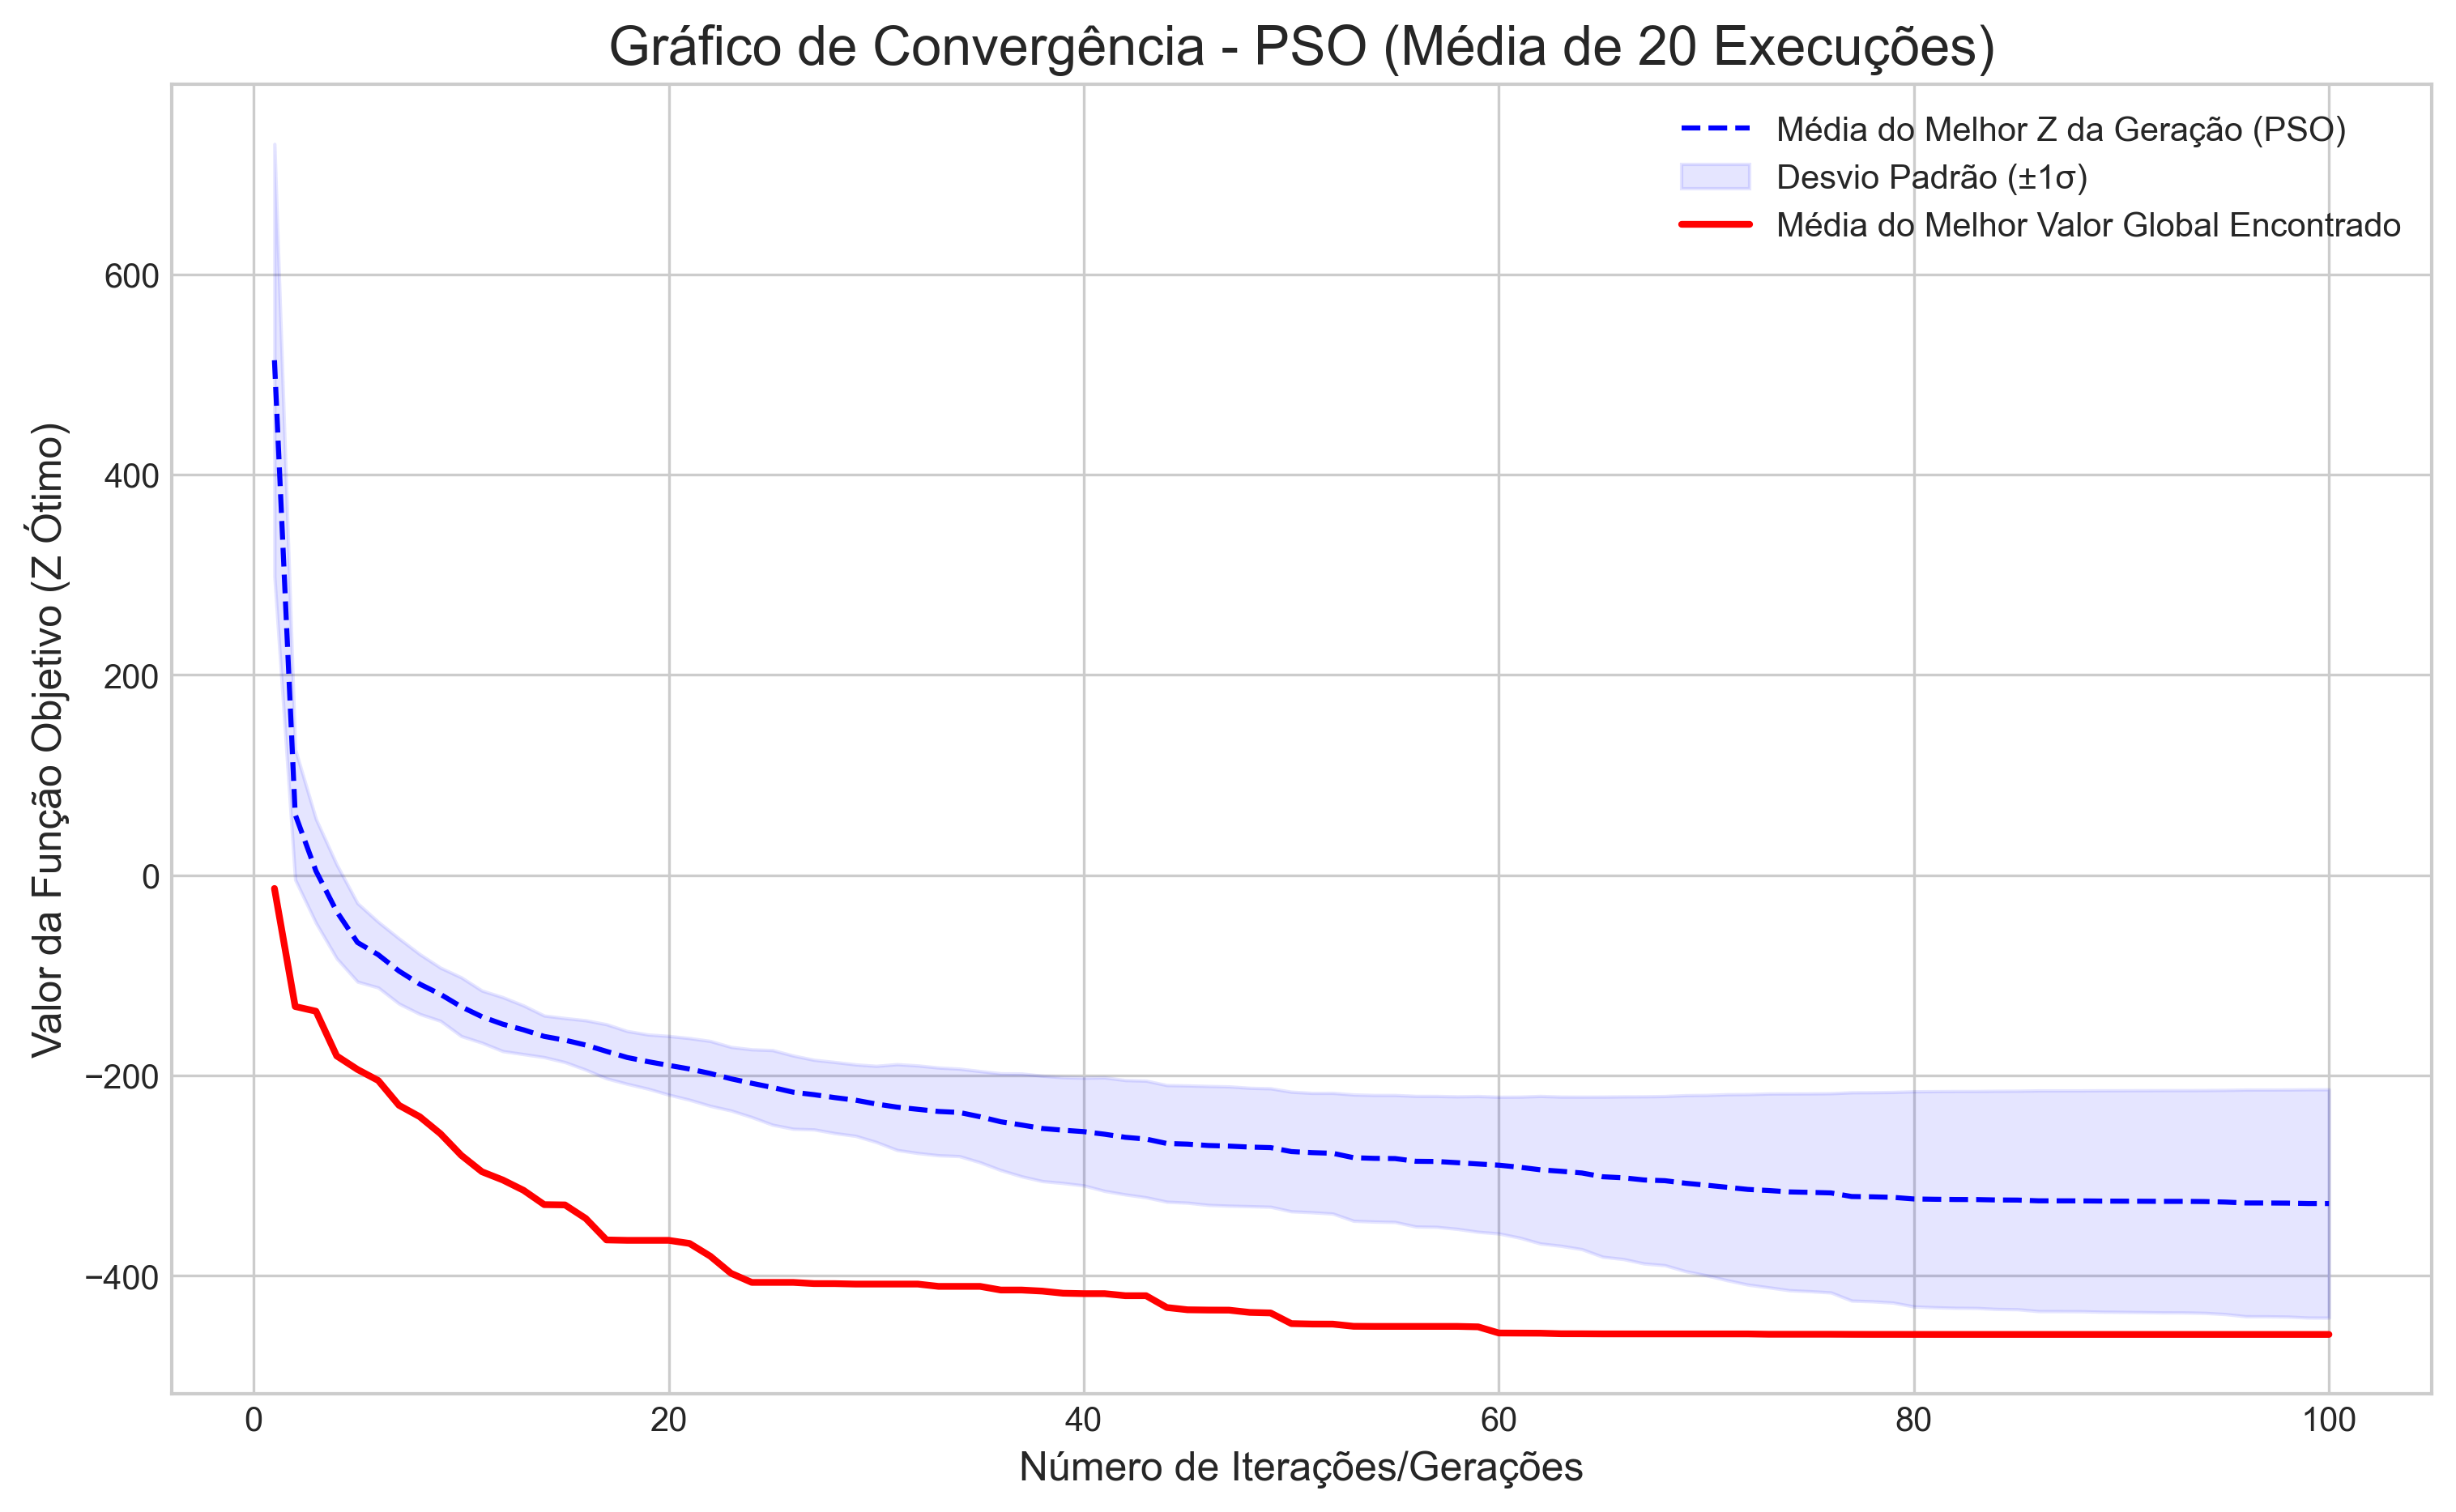 Gráfico de Convergência - PSO (Média de 20 Execuções)
Média do Melhor Z da Geração (PSO)
Desvio Padrão (±1σ)
Média do Melhor Valor Global Encontrado
Valor da Função Objetivo (Z Ótimo)
600
400
200
0
−200
−400
0
20
40
60
80
100
Número de Iterações/Gerações